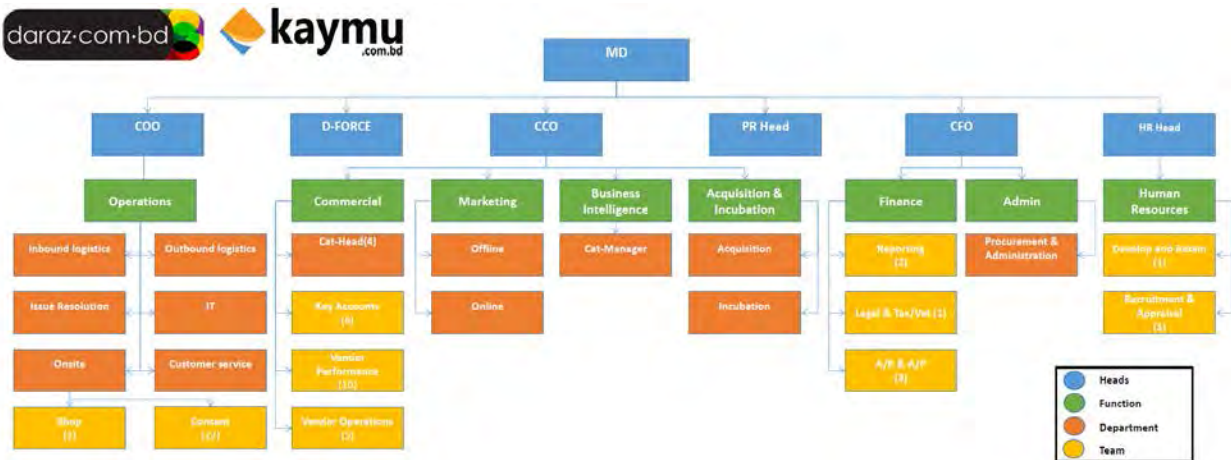 daraz.com.bd
kaymu
.com.bd
MD
COO
D-FORCE
CCO
PR Head
CFO
HR Head
Operations
Commercial
Marketing
Business
Intelligence
Acquisition &
Incubation
Finance
Admin
Human
Resources
Inbound logistics
Outbound logistics
Cat-Head(4)
Offline
Cat-Manager
Acquisition
Reporting
(2)
Procurement &
Administration
(1)
Issue Resolution
IT
Key Accounts
Online
Incubation
Legal & Tax/Vat (1)
Recruitment &
Appraisal
Onsite
Customer service
Vendor
Performance
(10)
Shop
Content
Vendor Operations
Heads
Function
Department
Team